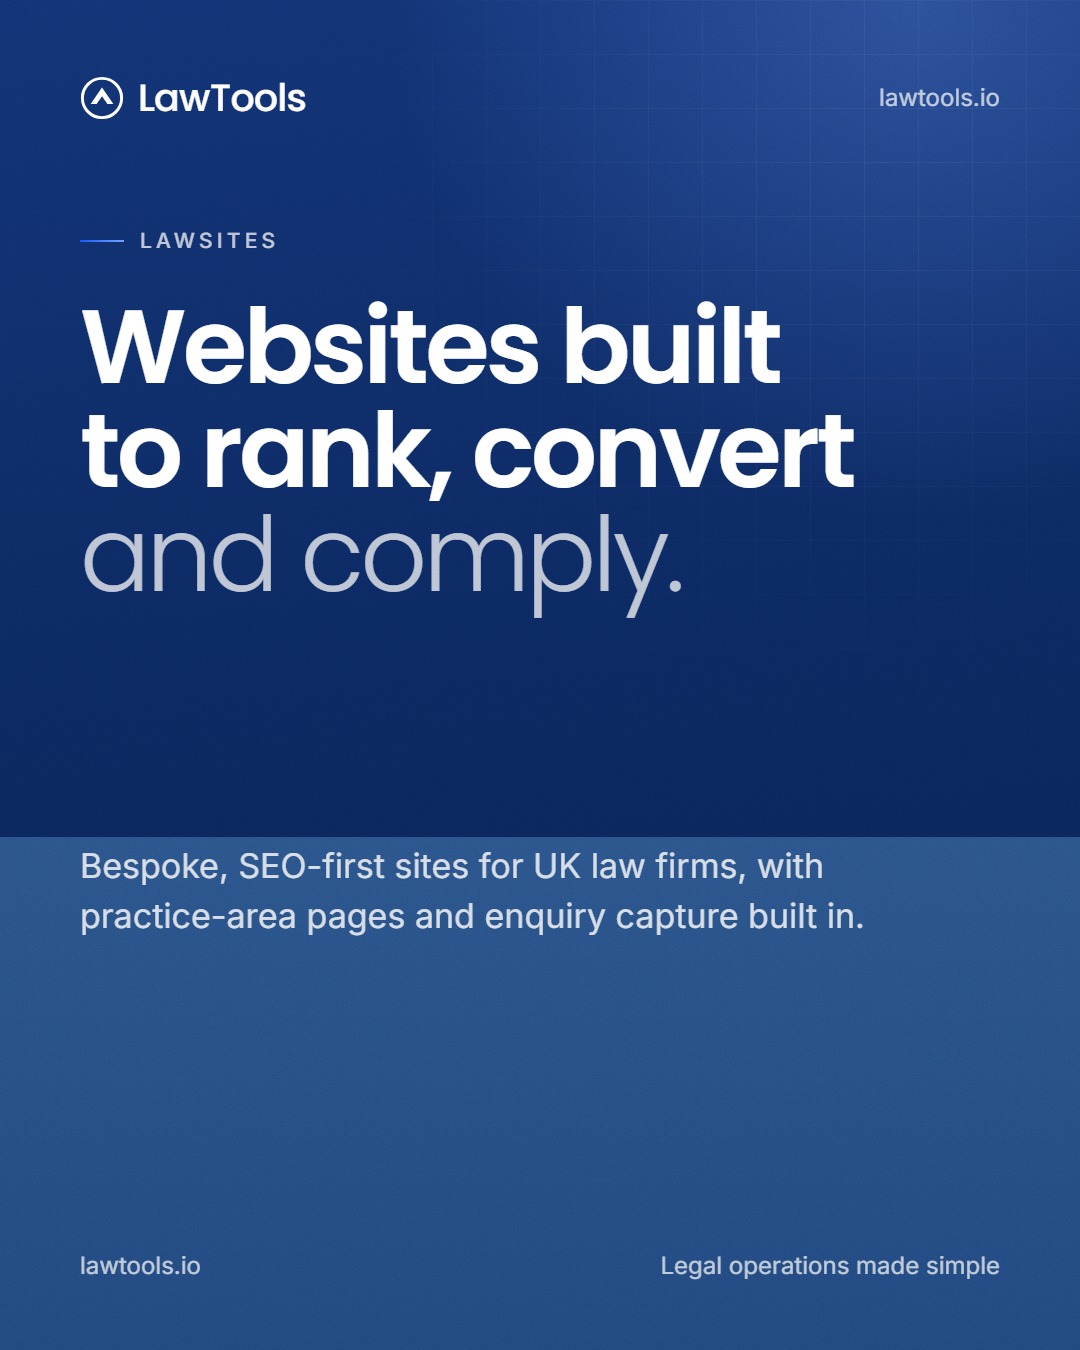 LawTools
lawtools.io
LAWSITES
Websites built
to rank, convert
and comply.
Bespoke, SEO-first sites for UK law firms, with
practice-area pages and enquiry capture built in.
lawtools.io
Legal operations made simple